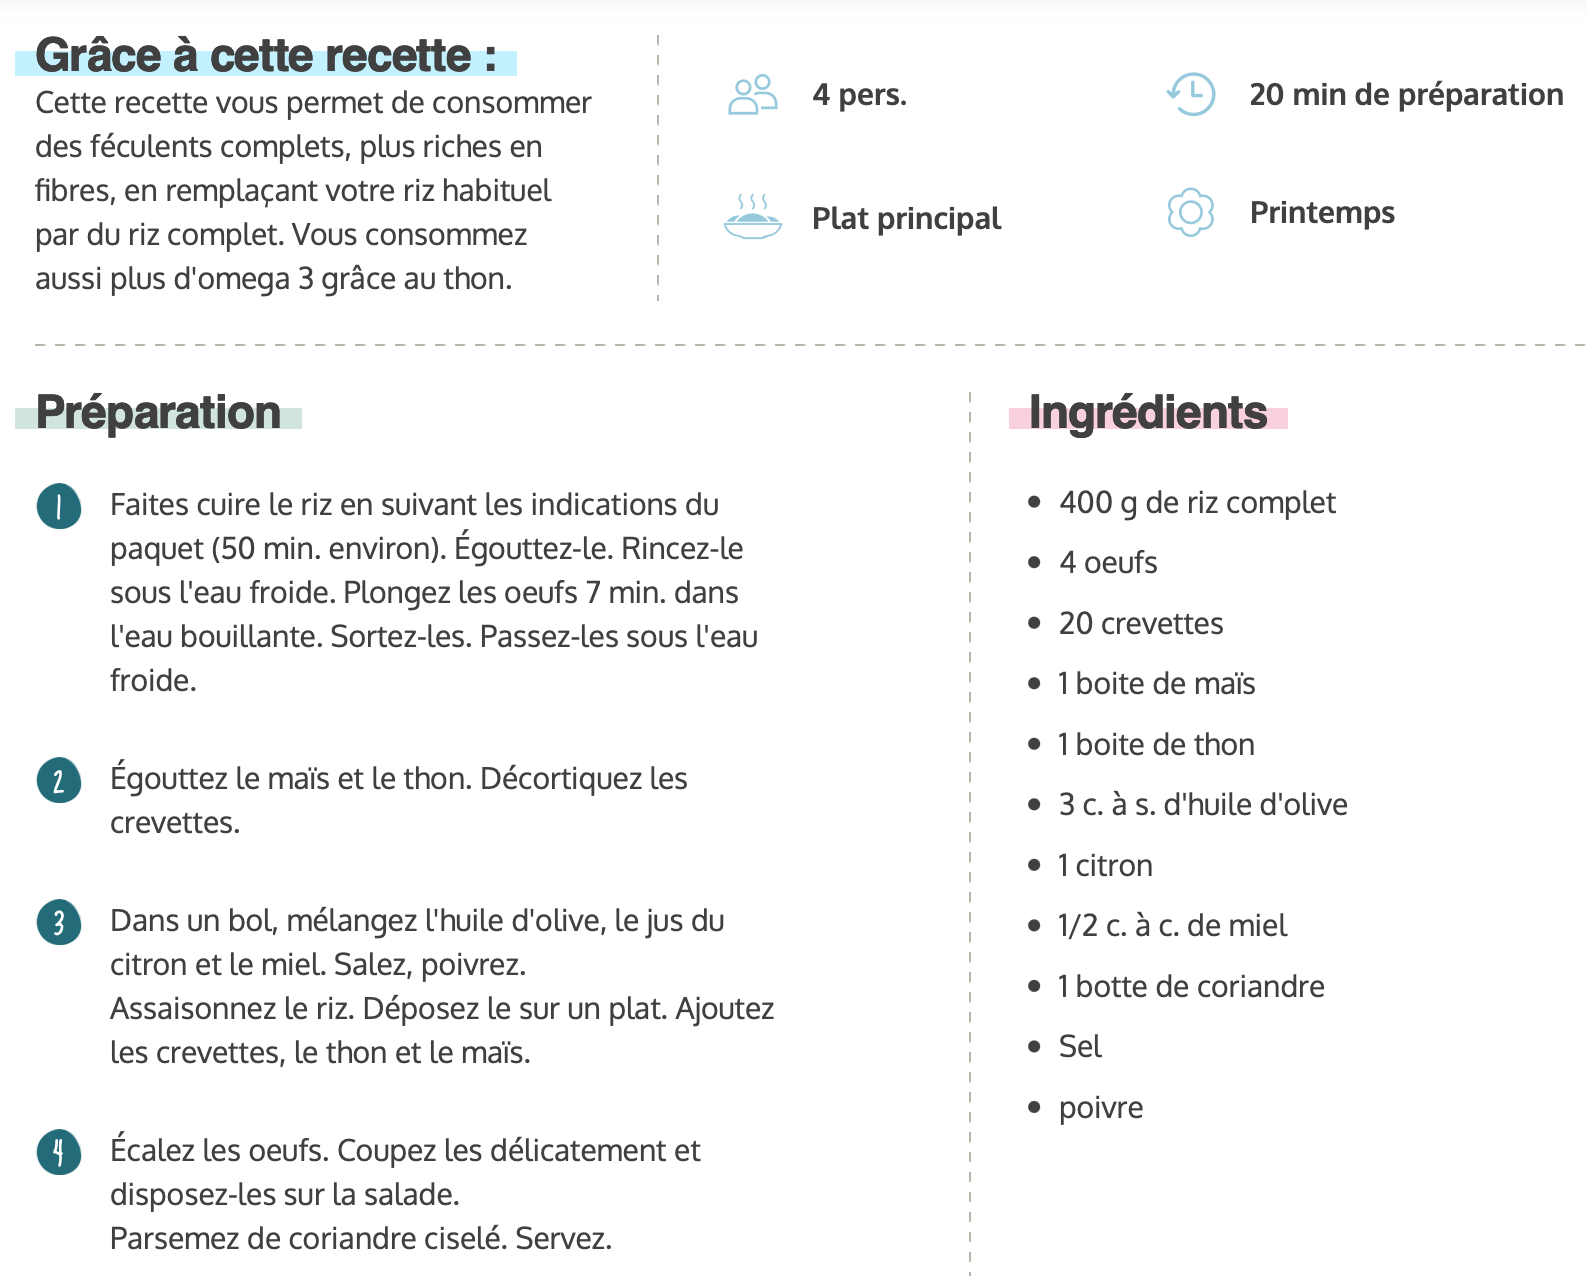 Grâce à cette recette :
Cette recette vous permet de consommer
des féculents complets, plus riches en
fibres, en remplaçant votre riz habituel
par du riz complet. Vous consommez
aussi plus d'omega 3 grâce au thon.
4 pers.
20 min de préparation
Plat principal
Printemps
Préparation
1
Faites cuire le riz en suivant les indications du
paquet (50 min. environ). Égouttez-le. Rincez-le
sous l'eau froide. Plongez les oeufs 7 min. dans
l'eau bouillante. Sortez-les. Passez-les sous l'eau
froide.
2
Égouttez le maïs et le thon. Décortiquez les
crevettes.
3
Dans un bol, mélangez l'huile d'olive, le jus du
citron et le miel. Salez, poivrez.
Assaisonnez le riz. Déposez le sur un plat. Ajoutez
les crevettes, le thon et le maïs.
4
Écalez les oeufs. Coupez les délicatement et
disposez-les sur la salade.
Parsemez de coriandre ciselé. Servez.
Ingrédients
• 400 g de riz complet
• 4 oeufs
• 20 crevettes
• 1 boite de maïs
• 1 boite de thon
• 3 c. à s. d'huile d'olive
• 1 citron
• 1/2 c. à c. de miel
• 1 botte de coriandre
• Sel
• poivre